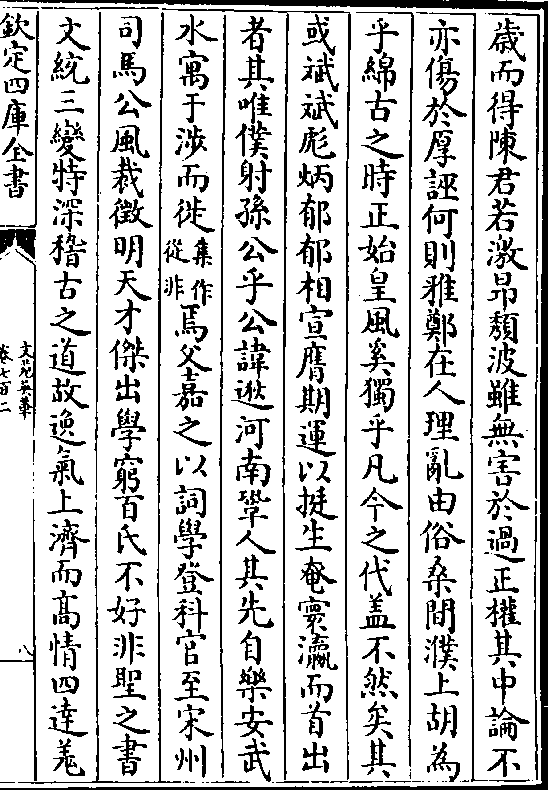 歳而得陳君若激昻頽波雖無害於過正權其中論不
亦傷於厚誣何則雅鄭在人理亂由俗桑間濮上胡為
乎綿古之時正始皇風奚獨乎凡今之代盖不然矣其
或斌斌彪炳郁郁相宣膺期運以挺生奄寰瀛而首出
者其唯僕射孫公乎公諱逖河南鞏人其先自樂安武
水寓于渉而徙集作從非焉父嘉之以詞學登科官至宋州
司馬公風裁徵明天才傑出學窮百氏不好非聖之書
文統三變特深稽古之道故逸氣上濟而髙情四達羗
欽定四庫全書
文苑英華
卷七百二
八